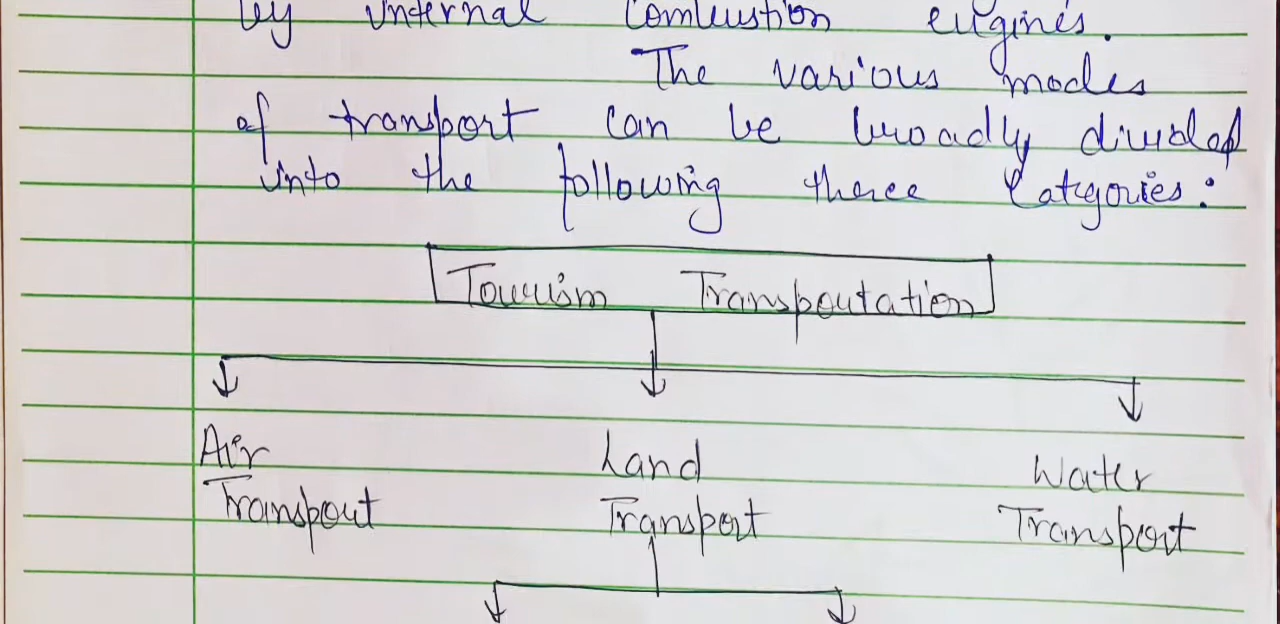 by internal combustion engines.
The various modes
of transport can be broadly divided
into the following three Categories:
Tourism Transportation
Air Land Water
Transport Transport Transport